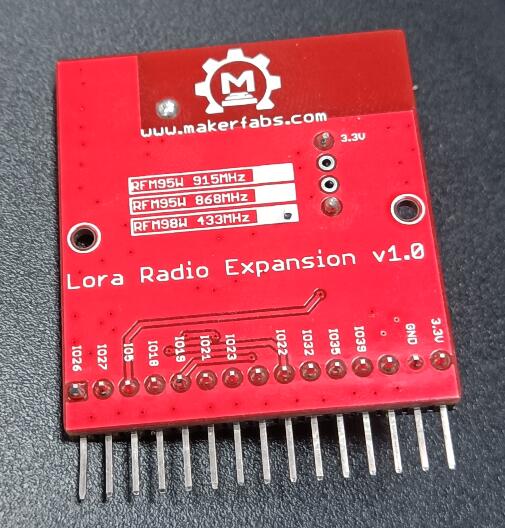 M
www.makerfabs.com
3.3V
RFM95W 915MHz
RFM95W 868MHz
RFM98W 433MHz
Lora Radio Expansion v1.0
IO26
IO27
IO5
IO18
IO19
IO21
IO23
IO22
IO32
IO35
IO39
GND
3.3V